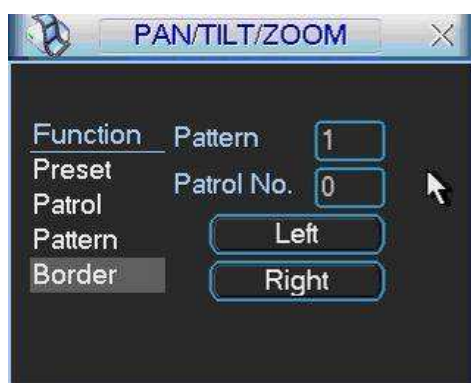 PAN/TILT/ZOOM
Function
Preset
Patrol
Pattern
Border
Pattern 1
Patrol No. 0
Left
Right